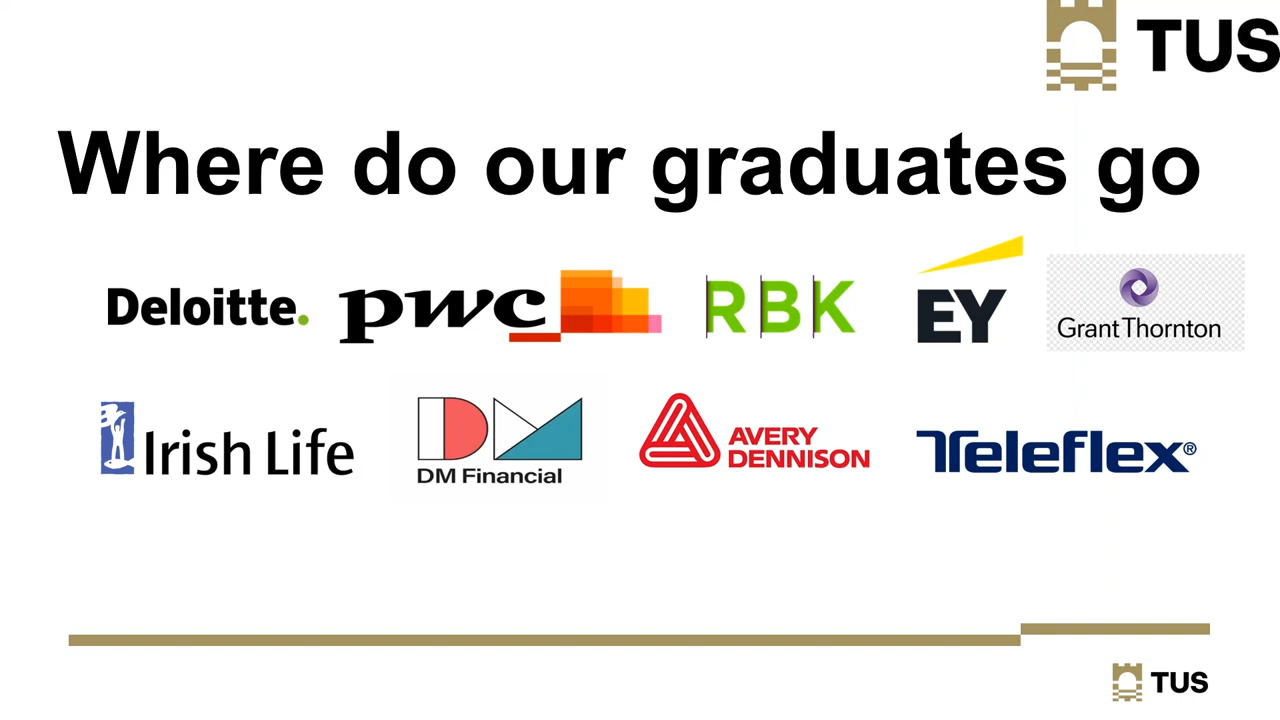 TUS
Where do our graduates go
Deloitte. pwc RBK EY Grant Thornton
Irish Life DM Financial AVERY DENNISON Teleflex®
TUS